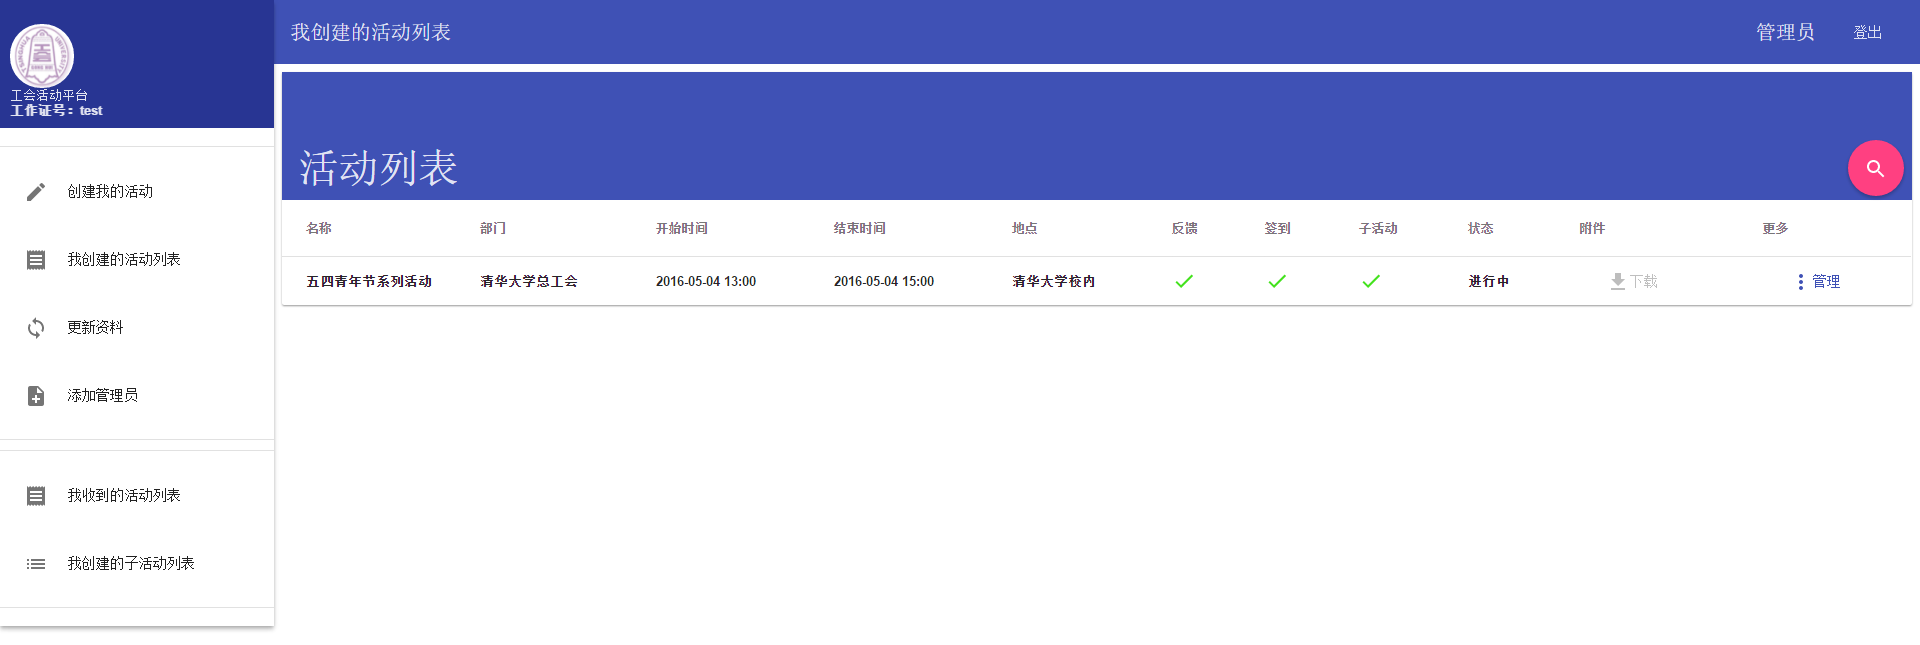 工会活动平台
工作证号：test
创建我的活动
我创建的活动列表
更新资料
添加管理员
我收到的活动列表
我创建的子活动列表
我创建的活动列表
管理员
登出
活动列表
名称 部门 开始时间 结束时间 地点 反馈 签到 子活动 状态 附件 更多
五四青年节系列活动 清华大学总工会 2016-05-04 13:00 2016-05-04 15:00 清华大学校内 进行中 下载 管理